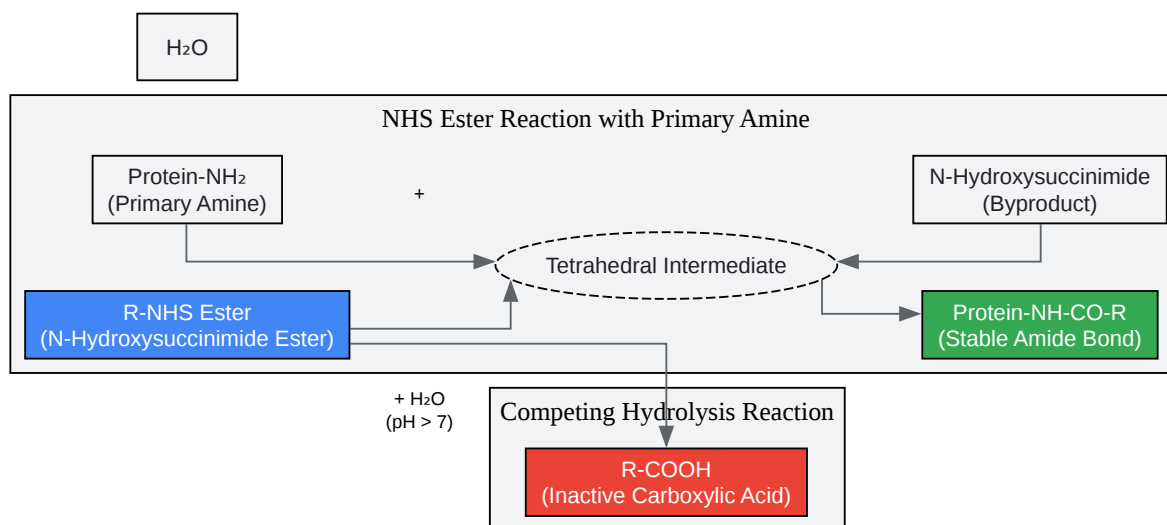 H₂O
NHS Ester Reaction with Primary Amine
Protein-NH₂
(Primary Amine)
+
N-Hydroxysuccinimide
(Byproduct)
Tetrahedral Intermediate
R-NHS Ester
(N-Hydroxysuccinimide Ester)
Protein-NH-CO-R
(Stable Amide Bond)
+ H₂O
(pH > 7)
Competing Hydrolysis Reaction
R-COOH
(Inactive Carboxylic Acid)